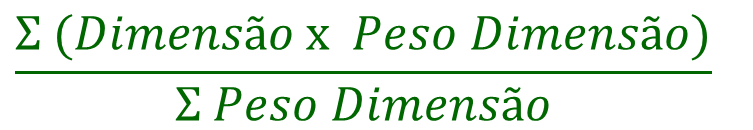 Σ (Dimensão x Peso Dimensão)
Σ Peso Dimensão